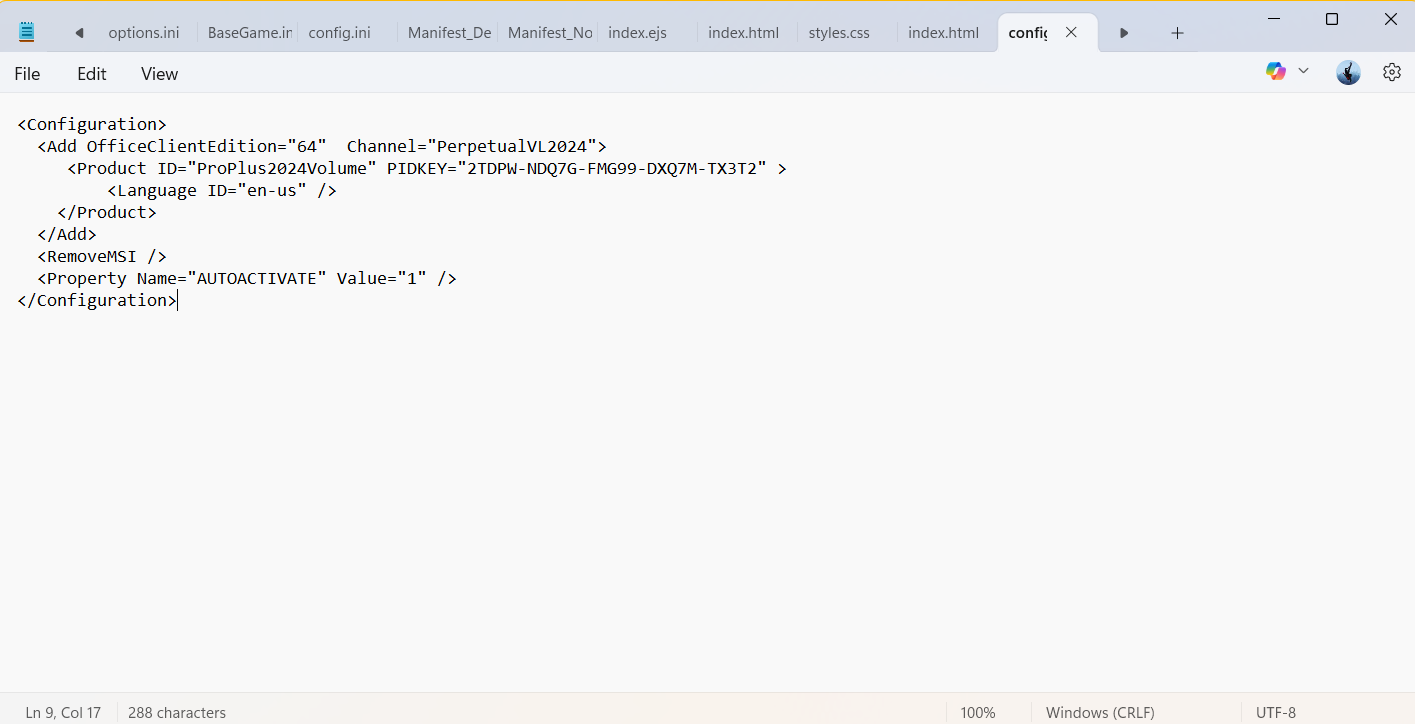 options.ini BaseGame.in config.ini Manifest_De Manifest_No index.ejs index.html styles.css index.html config
File Edit View
<Configuration>
  <Add OfficeClientEdition="64"  Channel="PerpetualVL2024">
     <Product ID="ProPlus2024Volume" PIDKEY="2TDPW-NDQ7G-FMG99-DXQ7M-TX3T2" >
         <Language ID="en-us" />
    </Product>
  </Add>
  <RemoveMSI />
  <Property Name="AUTOACTIVATE" Value="1" />
</Configuration>
Ln 9, Col 17 288 characters 100% Windows (CRLF) UTF-8